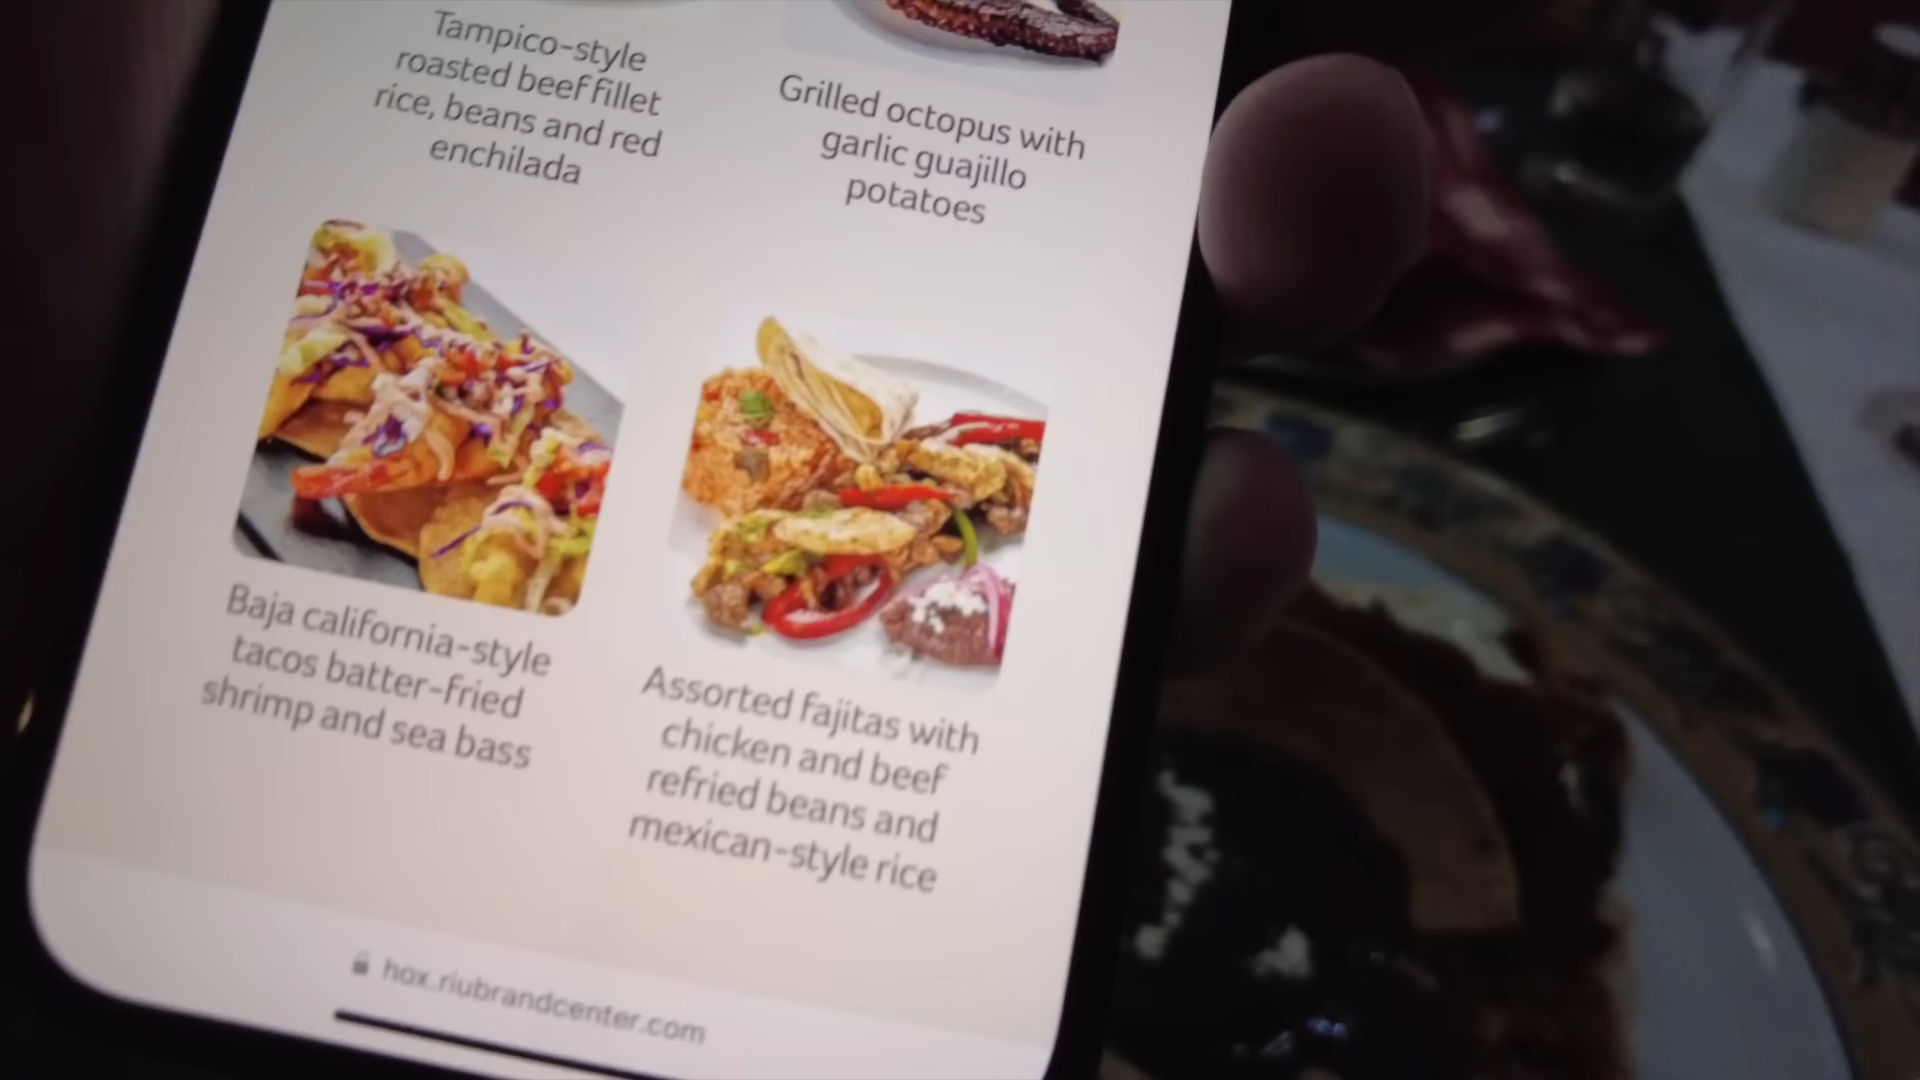 Tampico-style
roasted beef fillet
rice, beans and red
enchilada
Grilled octopus with
garlic guajillo
potatoes
Baja california-style
tacos batter-fried
shrimp and sea bass
Assorted fajitas with
chicken and beef
refried beans and
mexican-style rice
hox.riubrandcenter.com